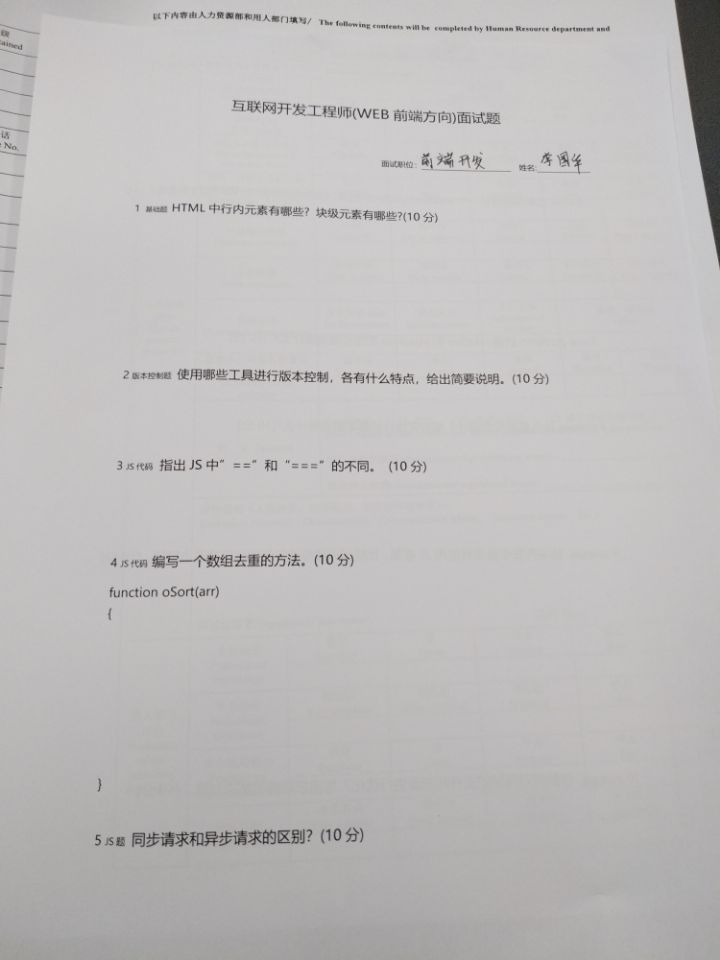 以下内容由人力资源部和用人部门填写/ The following contents will be completed by Human Resource department and
ained
话
No.
互联网开发工程师(WEB 前端方向)面试题
面试职位: 前端开发 姓名: 李国华
1 基础题 HTML 中行内元素有哪些? 块级元素有哪些?(10 分)
2 版本控制题 使用哪些工具进行版本控制，各有什么特点，给出简要说明。(10 分)
3 JS 代码 指出 JS 中”==”和“===”的不同。 (10 分)
4 JS 代码 编写一个数组去重的方法。(10 分)
function oSort(arr)
{
}
5 JS 题 同步请求和异步请求的区别? (10 分)